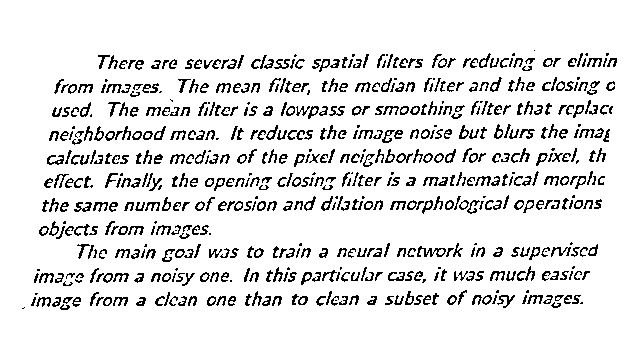 There are several classic spatial filters for reducing or elimin
from images. The mean filter, the median filter and the closing o
used. The mean filter is a lowpass or smoothing filter that replace
neighborhood mean. It reduces the image noise but blurs the imag
calculates the median of the pixel neighborhood for each pixel, th
effect. Finally, the opening closing filter is a mathematical morpho
the same number of erosion and dilation morphological operations
objects from images.
The main goal was to train a neural network in a supervised
image from a noisy one. In this particular case, it was much easier
image from a clean one than to clean a subset of noisy images.